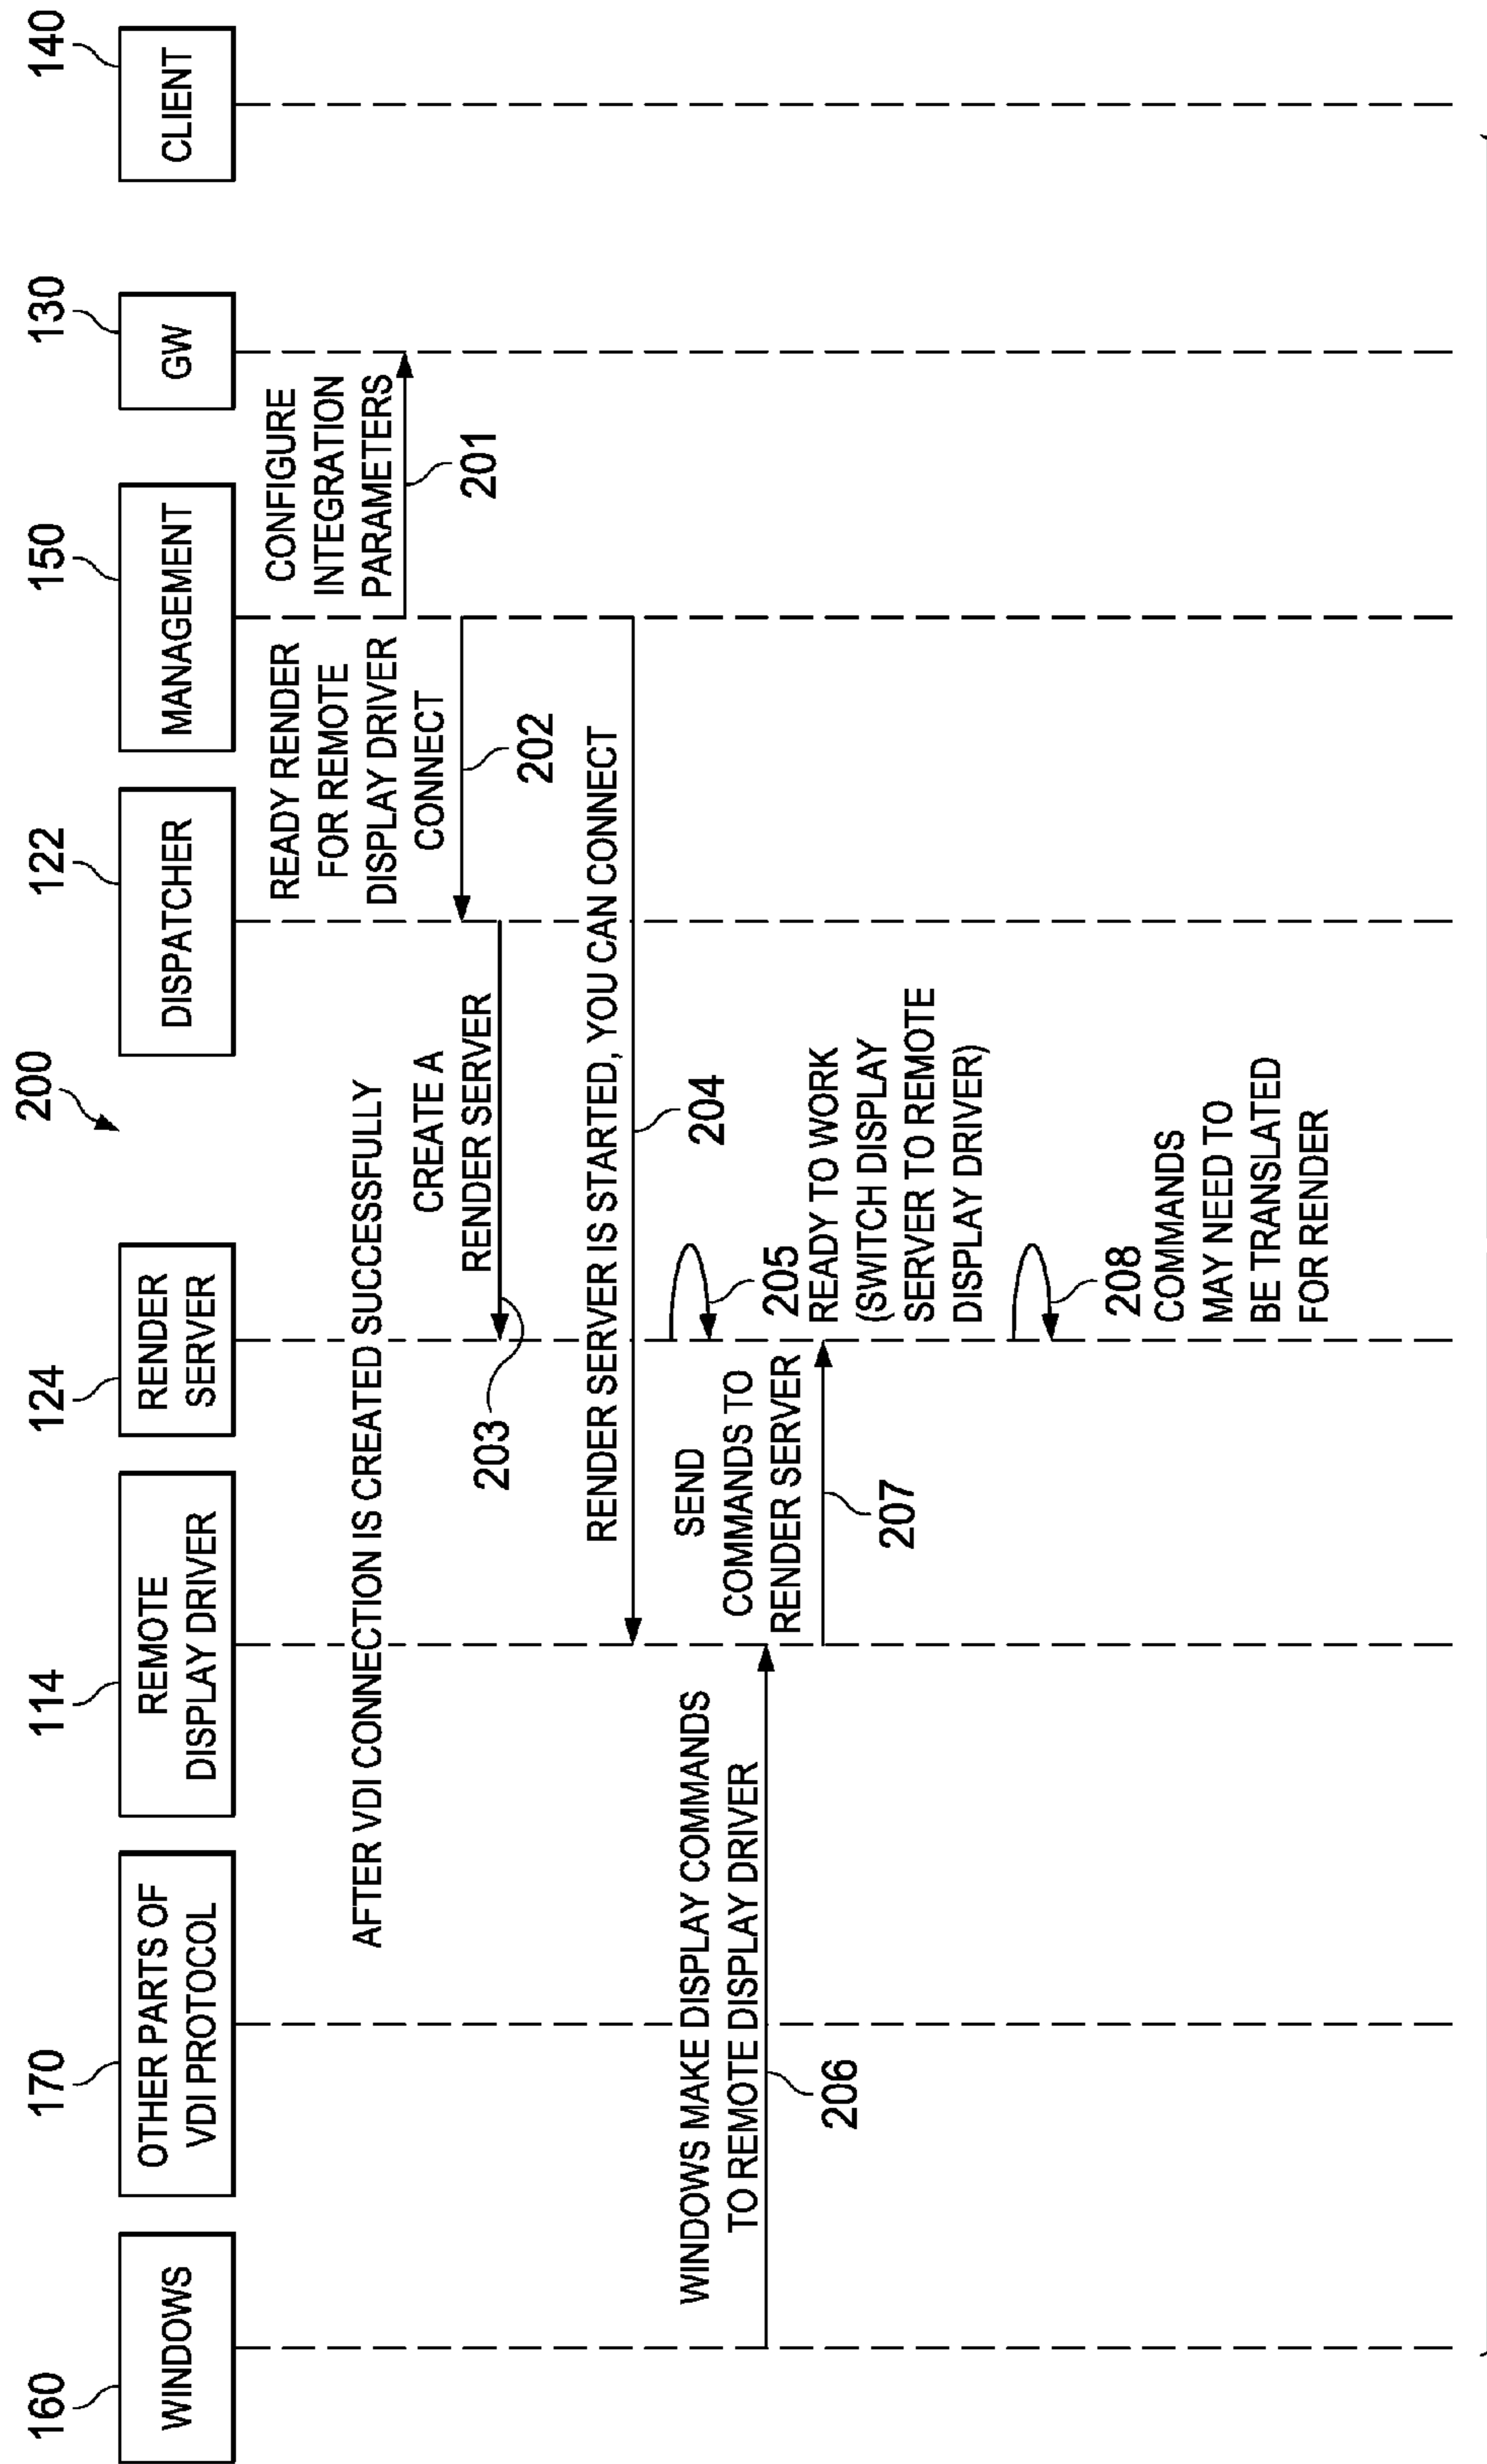 200
160
170
114
124
122
150
130
140
WINDOWS
OTHER PARTS OF
VDI PROTOCOL
REMOTE
DISPLAY DRIVER
RENDER
SERVER
DISPATCHER
MANAGEMENT
GW
CLIENT
CONFIGURE
INTEGRATION
PARAMETERS
201
READY RENDER
FOR REMOTE
DISPLAY DRIVER
CONNECT
202
AFTER VDI CONNECTION IS CREATED SUCCESSFULLY
CREATE A
RENDER SERVER
203
RENDER SERVER IS STARTED, YOU CAN CONNECT
204
205
READY TO WORK
(SWITCH DISPLAY
SERVER TO REMOTE
DISPLAY DRIVER)
WINDOWS MAKE DISPLAY COMMANDS
TO REMOTE DISPLAY DRIVER
206
SEND
COMMANDS TO
RENDER SERVER
207
208
COMMANDS
MAY NEED TO
BE TRANSLATED
FOR RENDER